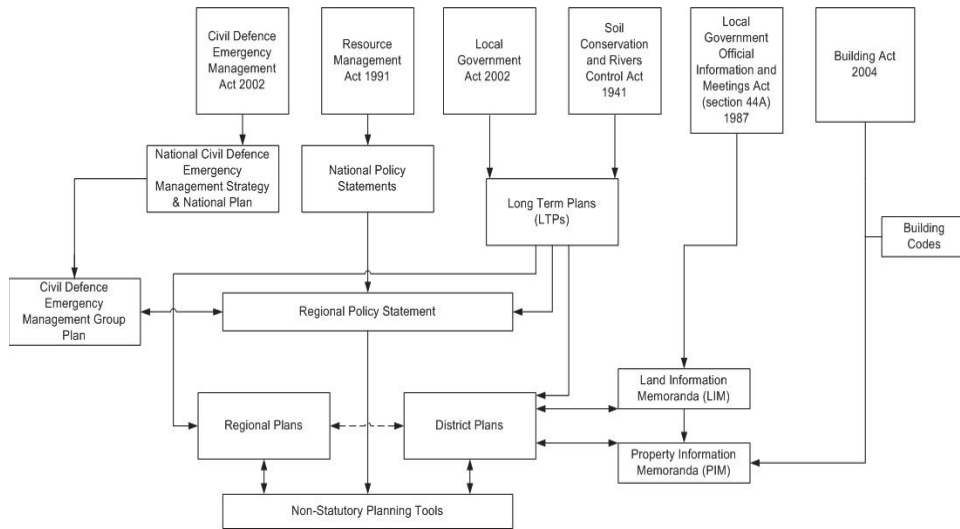 Civil Defence
Emergency
Management
Act 2002
Resource
Management
Act 1991
Local
Government
Act 2002
Soil
Conservation
and Rivers
Control Act
1941
Local
Government
Official
Information and
Meetings Act
(section 44A)
1987
Building Act
2004
National Civil Defence
Emergency
Management Strategy
& National Plan
National Policy
Statements
Long Term Plans
(LTPs)
Building
Codes
Civil Defence
Emergency
Management Group
Plan
Regional Policy Statement
Land Information
Memoranda (LIM)
Regional Plans
District Plans
Property Information
Memoranda (PIM)
Non-Statutory Planning Tools